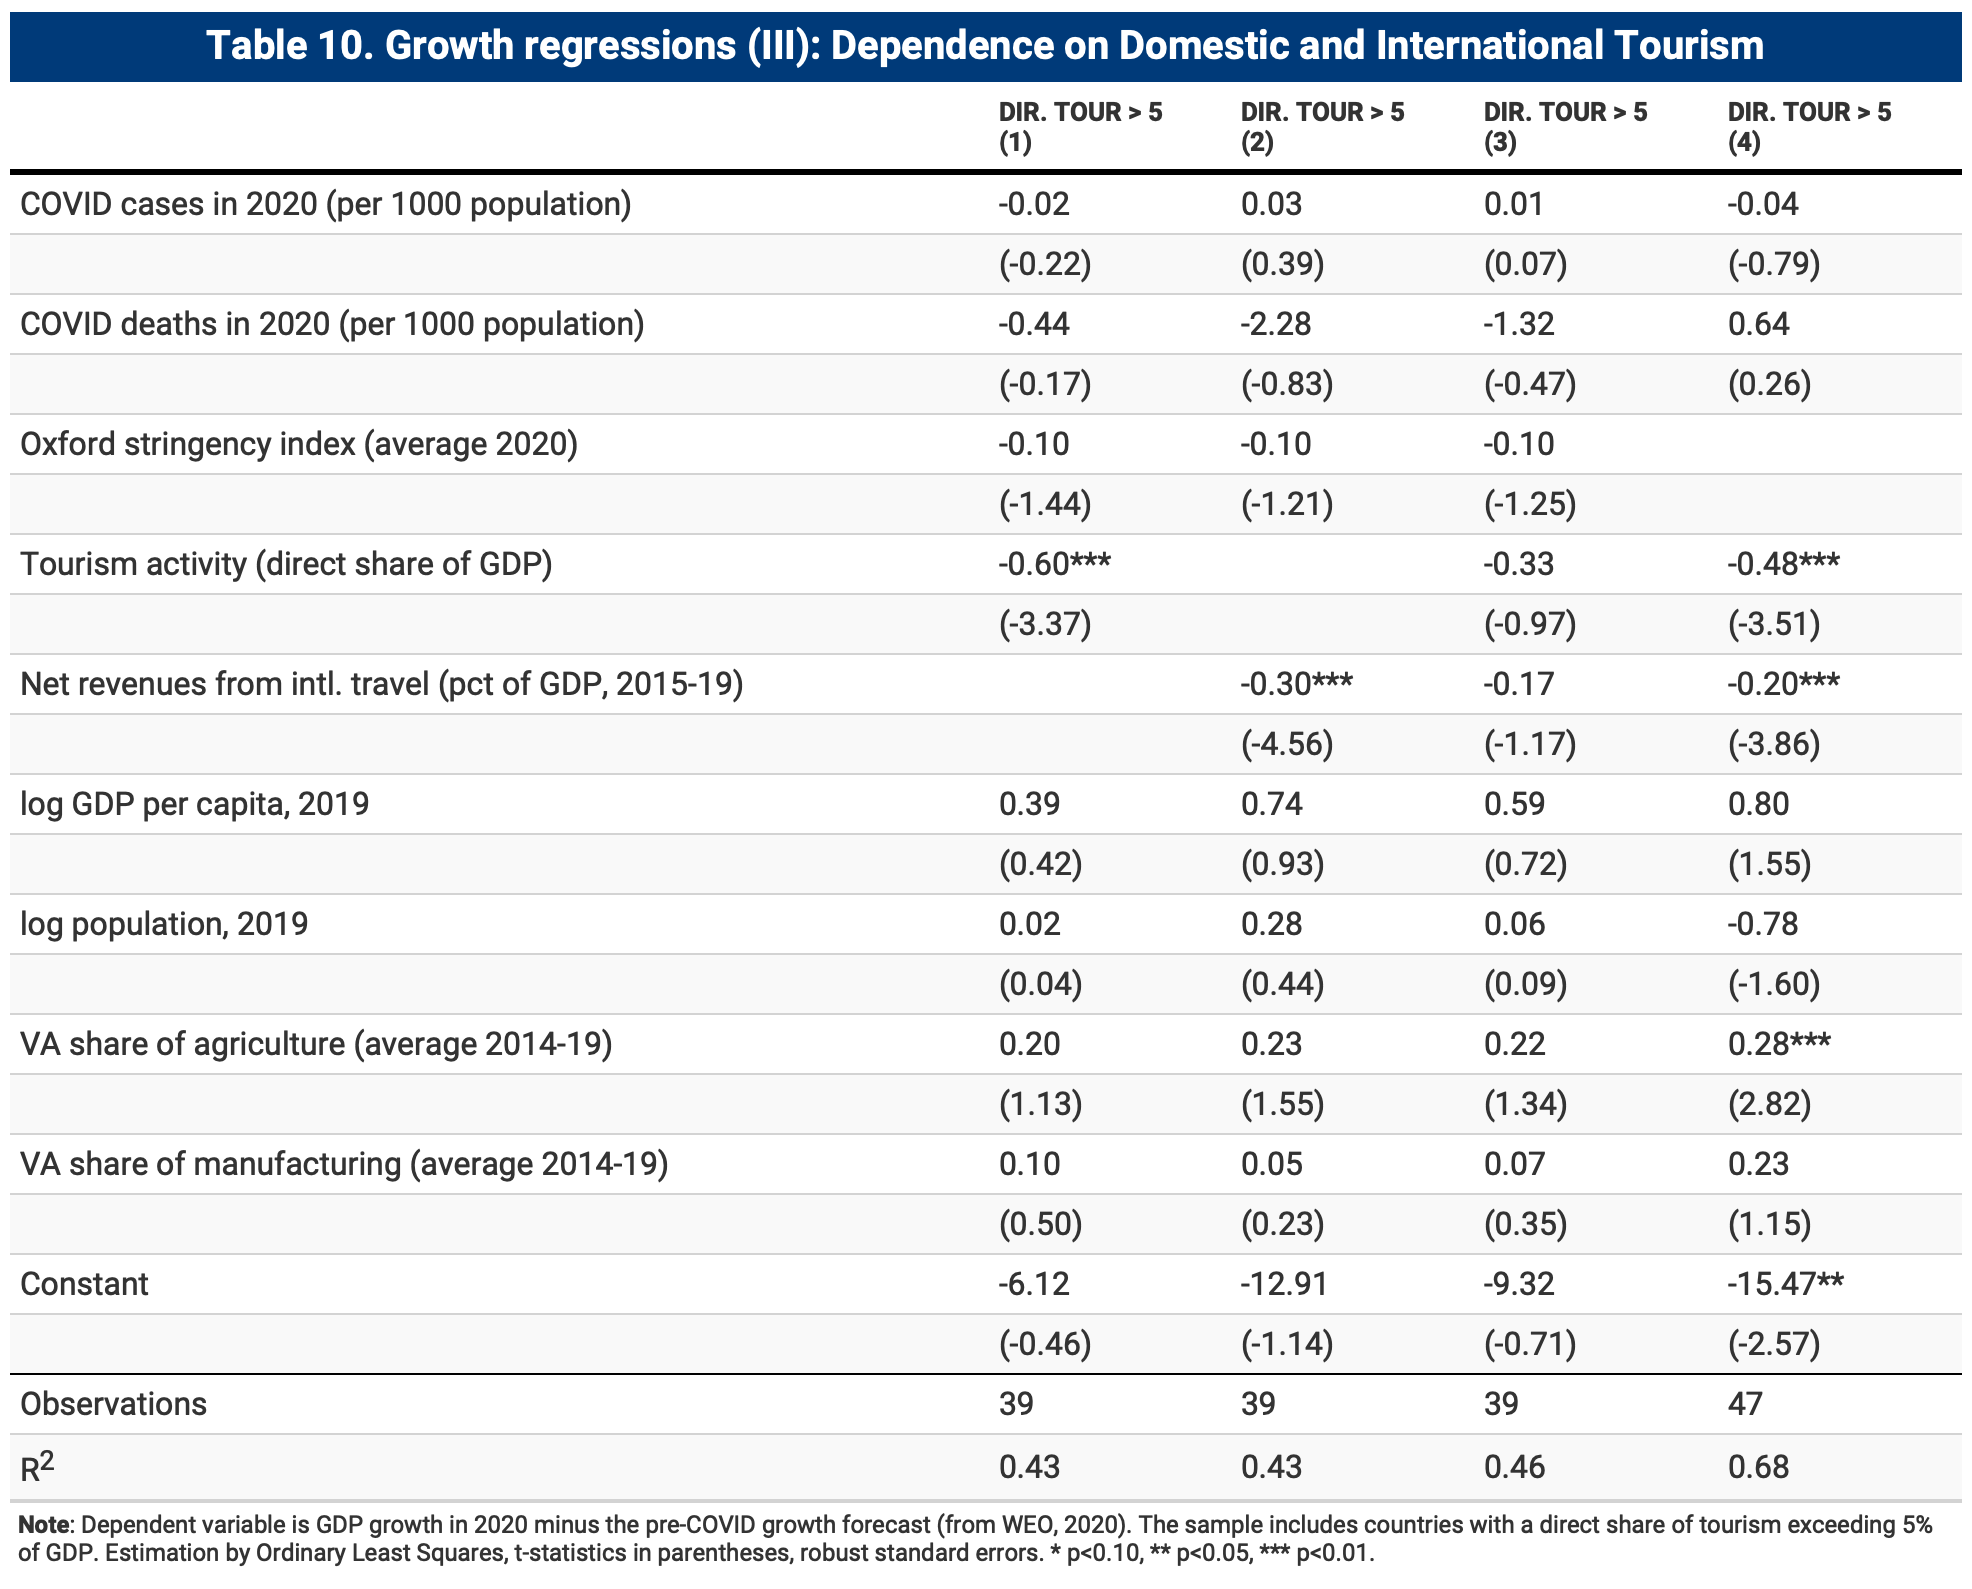 Table 10. Growth regressions (III): Dependence on Domestic and International Tourism
DIR. TOUR > 5 DIR. TOUR > 5 DIR. TOUR > 5 DIR. TOUR > 5
(1) (2) (3) (4)
COVID cases in 2020 (per 1000 population) -0.02 0.03 0.01 -0.04
(-0.22) (0.39) (0.07) (-0.79)
COVID deaths in 2020 (per 1000 population) -0.44 -2.28 -1.32 0.64
(-0.17) (-0.83) (-0.47) (0.26)
Oxford stringency index (average 2020) -0.10 -0.10 -0.10
(-1.44) (-1.21) (-1.25)
Tourism activity (direct share of GDP) -0.60*** -0.33 -0.48***
(-3.37) (-0.97) (-3.51)
Net revenues from intl. travel (pct of GDP, 2015-19) -0.30*** -0.17 -0.20***
(-4.56) (-1.17) (-3.86)
log GDP per capita, 2019 0.39 0.74 0.59 0.80
(0.42) (0.93) (0.72) (1.55)
log population, 2019 0.02 0.28 0.06 -0.78
(0.04) (0.44) (0.09) (-1.60)
VA share of agriculture (average 2014-19) 0.20 0.23 0.22 0.28***
(1.13) (1.55) (1.34) (2.82)
VA share of manufacturing (average 2014-19) 0.10 0.05 0.07 0.23
(0.50) (0.23) (0.35) (1.15)
Constant -6.12 -12.91 -9.32 -15.47**
(-0.46) (-1.14) (-0.71) (-2.57)
Observations 39 39 39 47
R² 0.43 0.43 0.46 0.68
Note: Dependent variable is GDP growth in 2020 minus the pre-COVID growth forecast (from WEO, 2020). The sample includes countries with a direct share of tourism exceeding 5%
of GDP. Estimation by Ordinary Least Squares, t-statistics in parentheses, robust standard errors. * p<0.10, ** p<0.05, *** p<0.01.